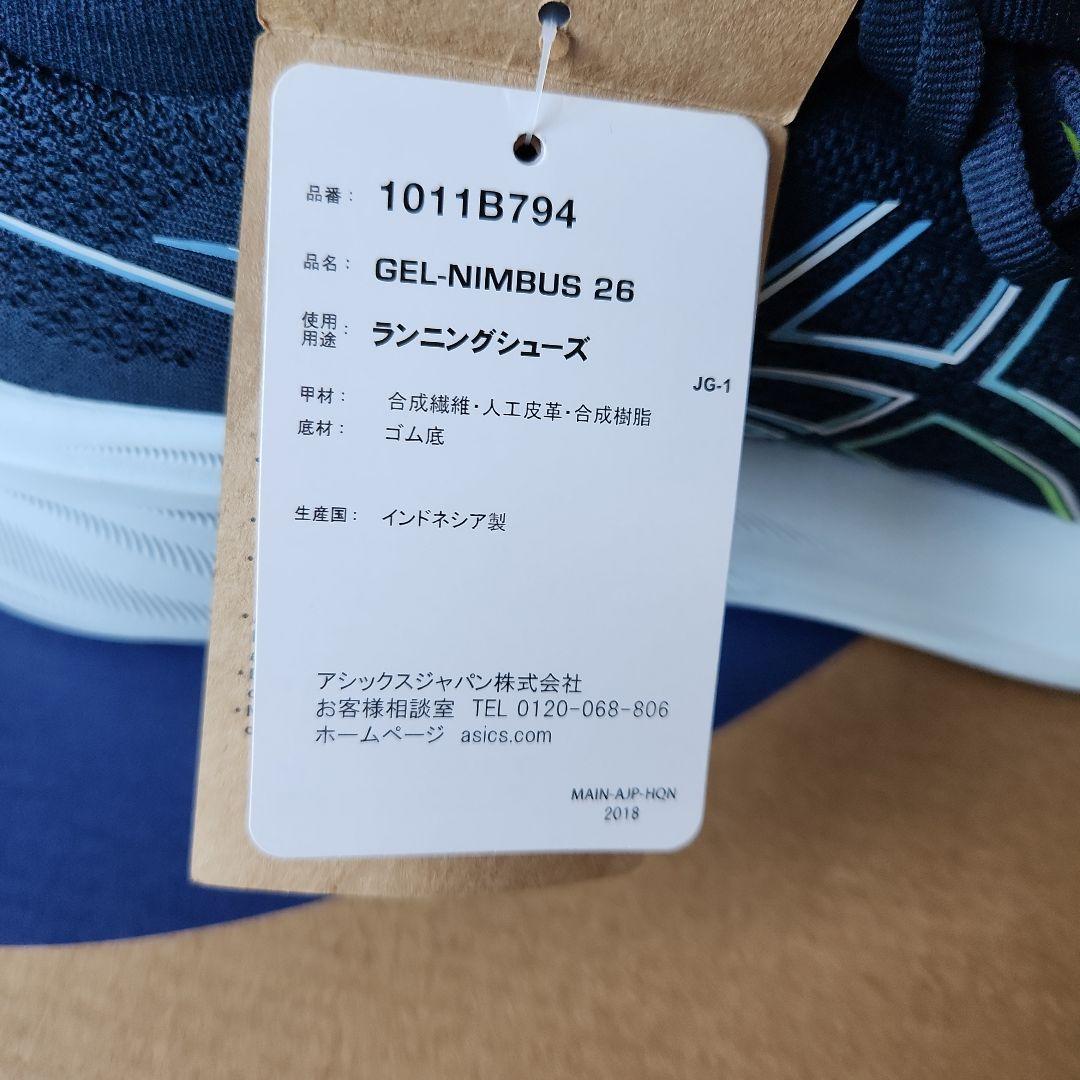 品番： 1011B794
品名： GEL-NIMBUS 26
使用用途： ランニングシューズ
JG-1
甲材： 合成繊維・人工皮革・合成樹脂
底材： ゴム底
生産国： インドネシア製
アシックスジャパン株式会社
お客様相談室 TEL 0120-068-806
ホームページ asics.com
MAIN-AJP-HQN
2018